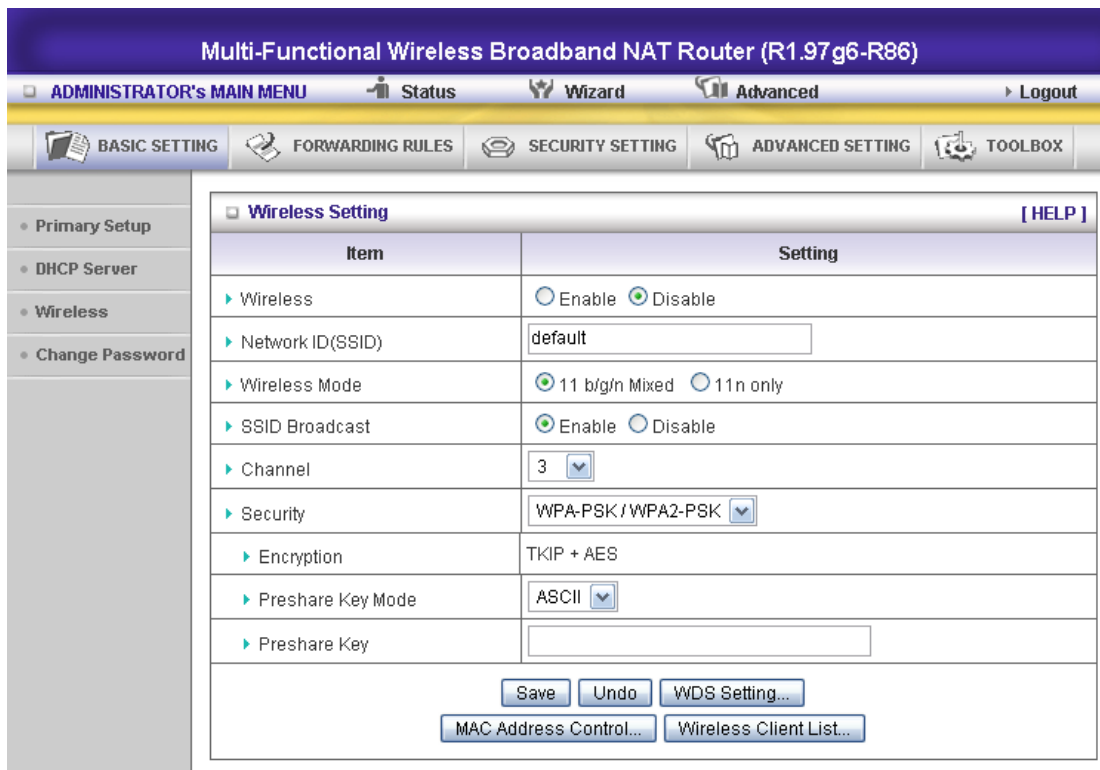 Multi-Functional Wireless Broadband NAT Router (R1.97g6-R86)
ADMINISTRATOR's MAIN MENU Status Wizard Advanced Logout
BASIC SETTING FORWARDING RULES SECURITY SETTING ADVANCED SETTING TOOLBOX
Primary Setup
DHCP Server
Wireless
Change Password
Wireless Setting [ HELP ]
Item Setting
Wireless Enable Disable
Network ID(SSID) default
Wireless Mode 11 b/g/n Mixed 11n only
SSID Broadcast Enable Disable
Channel 3
Security WPA-PSK / WPA2-PSK
Encryption TKIP + AES
Preshare Key Mode ASCII
Preshare Key
Save Undo WDS Setting...
MAC Address Control... Wireless Client List...